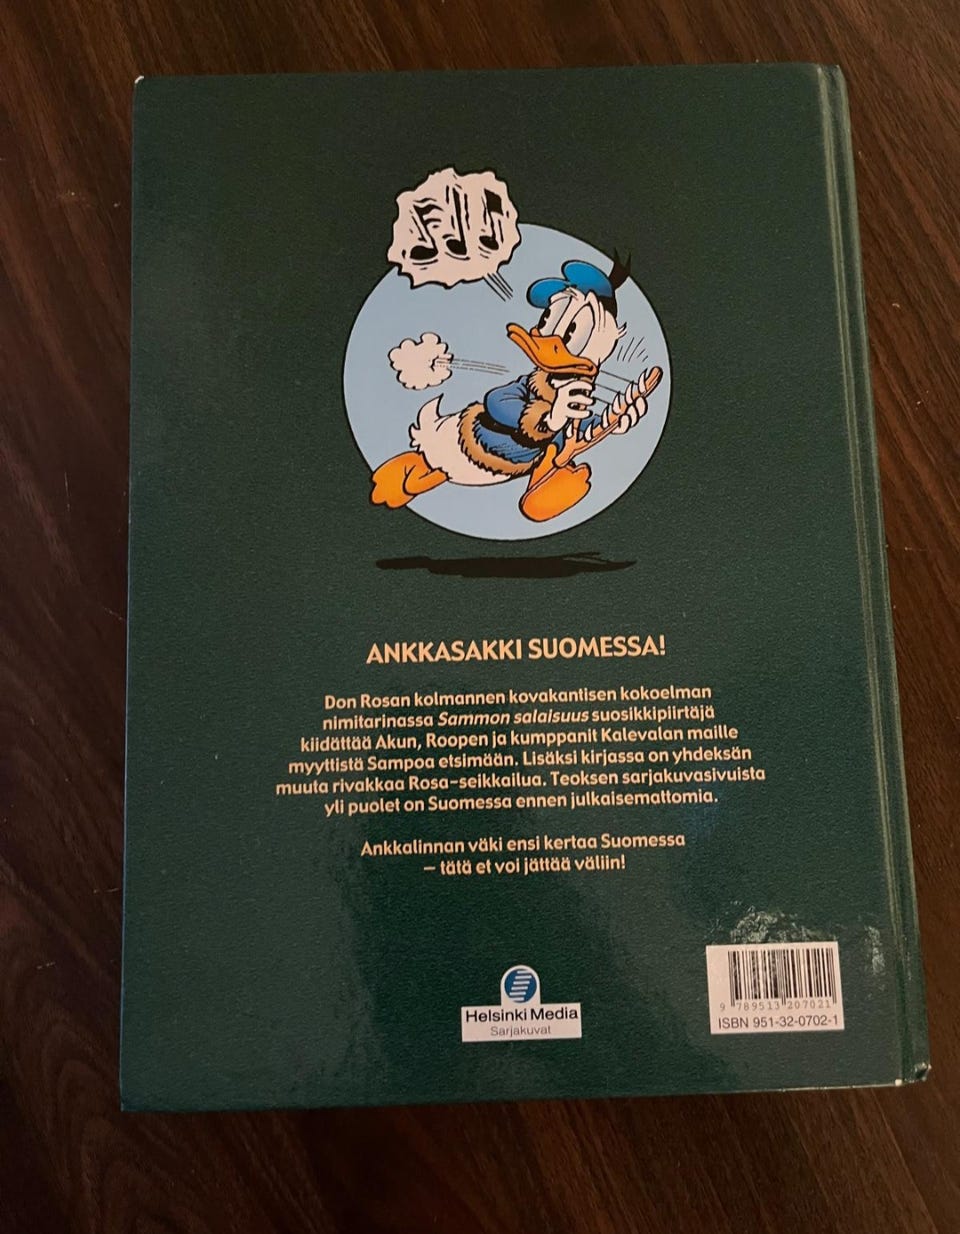 ANKKASAKKI SUOMESSA!
Don Rosan kolmannen kovakantisen kokoelman
nimitarinassa Sammon salaisuus suosikkipiirtäjä
kiidättää Akun, Roopen ja kumppanit Kalevalan maille
myyttistä Sampoa etsimään. Lisäksi kirjassa on yhdeksän
muuta rivakkaa Rosa-seikkailua. Teoksen sarjakuvasivuista
yli puolet on Suomessa ennen julkaisemattomia.
Ankkalinnan väki ensi kertaa Suomessa
– tätä et voi jättää väliin!
Helsinki Media
Sarjakuvat
9 789513 207021
ISBN 951-32-0702-1